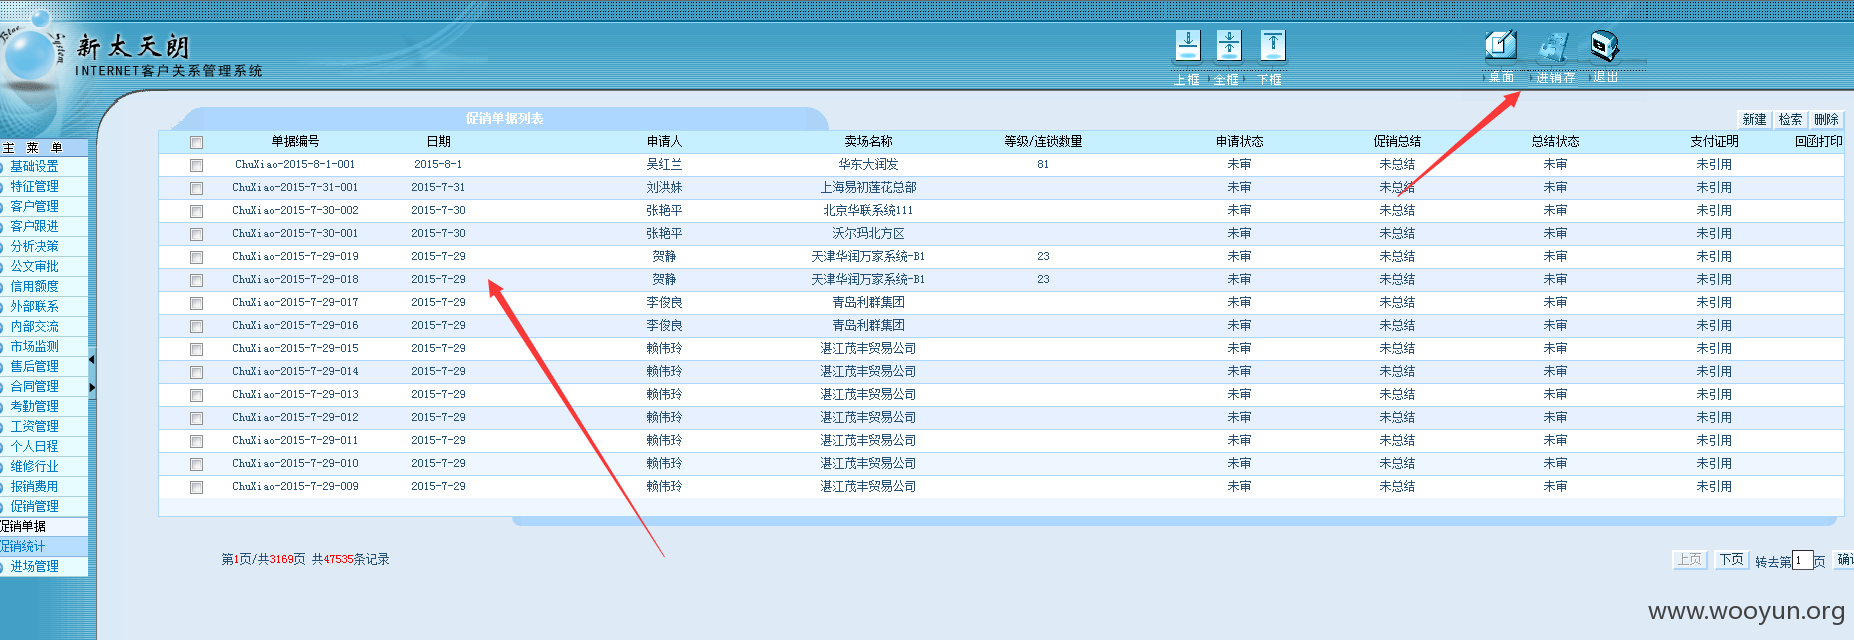 新太天朗
INTERNET客户关系管理系统
上框 全框 下框
桌面 进销存 退出
促销单据列表
新建 检索 删除
主 菜 单
基础设置
特征管理
客户管理
客户跟进
分析决策
公文审批
信用额度
外部联系
内部交流
市场监测
售后管理
合同管理
考勤管理
工资管理
个人日程
维修行业
报销费用
促销管理
促销单据
促销统计
进场管理
单据编号 日期 申请人 卖场名称 等级/连锁数量 申请状态 促销总结 总结状态 支付证明 回函打印
ChuXiao-2015-8-1-001 2015-8-1 吴红兰 华东大润发 81 未审 未总结 未审 未引用
ChuXiao-2015-7-31-001 2015-7-31 刘洪妹 上海易初莲花总部 未审 未总结 未审 未引用
ChuXiao-2015-7-30-002 2015-7-30 张艳平 北京华联系统111 未审 未总结 未审 未引用
ChuXiao-2015-7-30-001 2015-7-30 张艳平 沃尔玛北方区 未审 未总结 未审 未引用
ChuXiao-2015-7-29-019 2015-7-29 贺静 天津华润万家系统-B1 23 未审 未总结 未审 未引用
ChuXiao-2015-7-29-018 2015-7-29 贺静 天津华润万家系统-B1 23 未审 未总结 未审 未引用
ChuXiao-2015-7-29-017 2015-7-29 李俊良 青岛利群集团 未审 未总结 未审 未引用
ChuXiao-2015-7-29-016 2015-7-29 李俊良 青岛利群集团 未审 未总结 未审 未引用
ChuXiao-2015-7-29-015 2015-7-29 赖伟玲 湛江茂丰贸易公司 未审 未总结 未审 未引用
ChuXiao-2015-7-29-014 2015-7-29 赖伟玲 湛江茂丰贸易公司 未审 未总结 未审 未引用
ChuXiao-2015-7-29-013 2015-7-29 赖伟玲 湛江茂丰贸易公司 未审 未总结 未审 未引用
ChuXiao-2015-7-29-012 2015-7-29 赖伟玲 湛江茂丰贸易公司 未审 未总结 未审 未引用
ChuXiao-2015-7-29-011 2015-7-29 赖伟玲 湛江茂丰贸易公司 未审 未总结 未审 未引用
ChuXiao-2015-7-29-010 2015-7-29 赖伟玲 湛江茂丰贸易公司 未审 未总结 未审 未引用
ChuXiao-2015-7-29-009 2015-7-29 赖伟玲 湛江茂丰贸易公司 未审 未总结 未审 未引用
第1页/共3169页 共47535条记录
上页 下页 转去第1页 确
www.wooyun.org